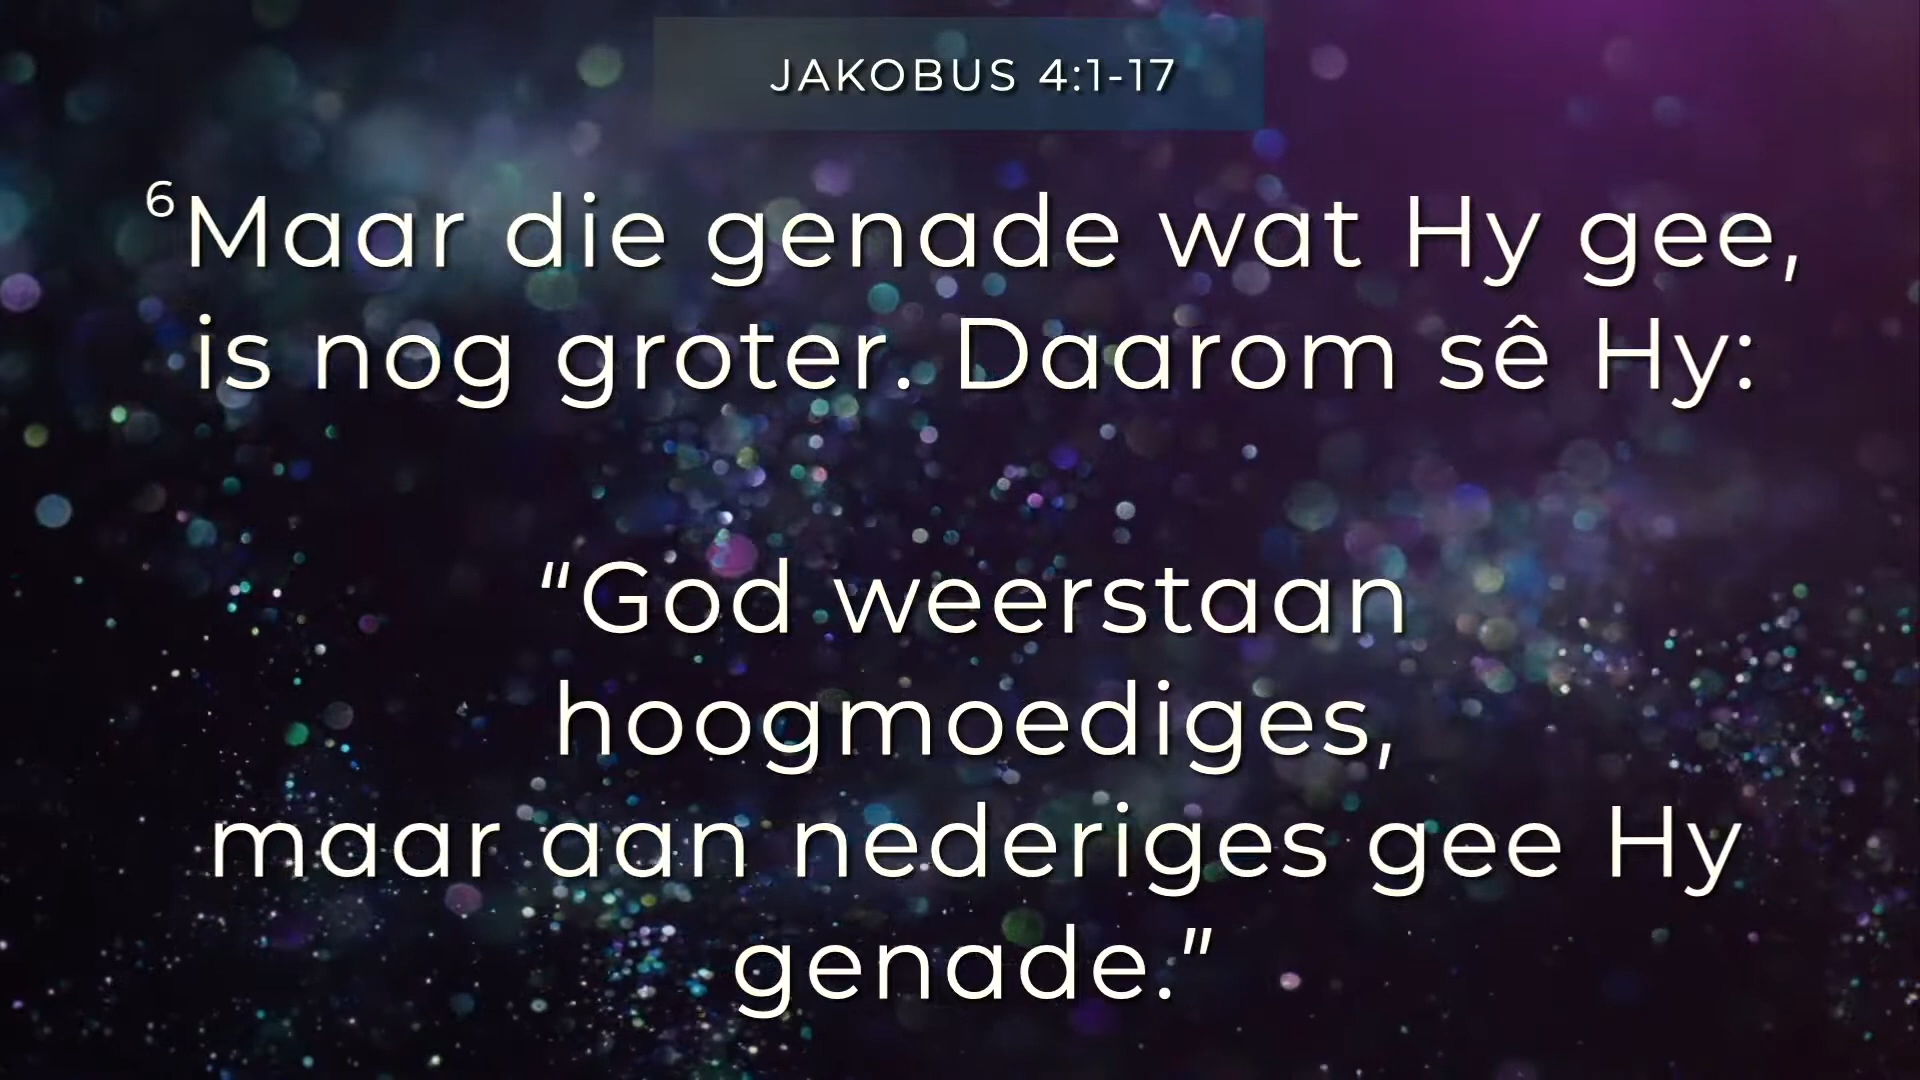 JAKOBUS 4:1-17
⁶Maar die genade wat Hy gee,
is nog groter. Daarom sê Hy:
“God weerstaan
hoogmoediges,
maar aan nederiges gee Hy
genade.”